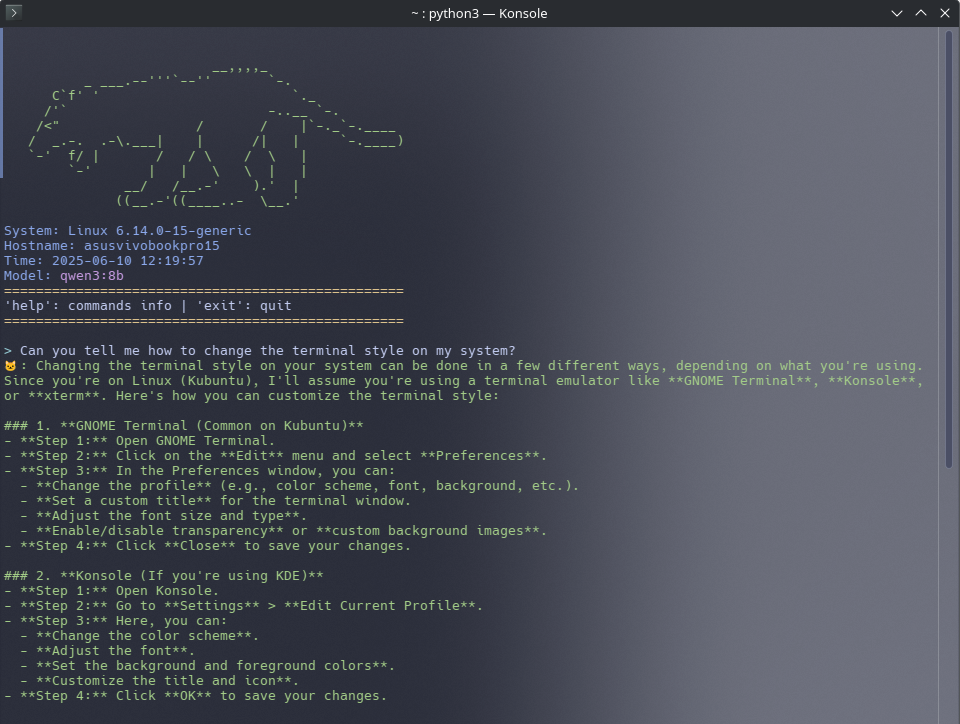 ~ : python3 — Konsole
System: Linux 6.14.0-15-generic
Hostname: asusvivobookpro15
Time: 2025-06-10 12:19:57
Model: qwen3:8b
==================================================
'help': commands info | 'exit': quit
==================================================
> Can you tell me how to change the terminal style on my system?
🐱: Changing the terminal style on your system can be done in a few different ways, depending on what you're using.
Since you're on Linux (Kubuntu), I'll assume you're using a terminal emulator like **GNOME Terminal**, **Konsole**,
or **xterm**. Here's how you can customize the terminal style:
### 1. **GNOME Terminal (Common on Kubuntu)**
- **Step 1:** Open GNOME Terminal.
- **Step 2:** Click on the **Edit** menu and select **Preferences**.
- **Step 3:** In the Preferences window, you can:
  - **Change the profile** (e.g., color scheme, font, background, etc.).
  - **Set a custom title** for the terminal window.
  - **Adjust the font size and type**.
  - **Enable/disable transparency** or **custom background images**.
- **Step 4:** Click **Close** to save your changes.
### 2. **Konsole (If you're using KDE)**
- **Step 1:** Open Konsole.
- **Step 2:** Go to **Settings** > **Edit Current Profile**.
- **Step 3:** Here, you can:
  - **Change the color scheme**.
  - **Adjust the font**.
  - **Set the background and foreground colors**.
  - **Customize the title and icon**.
- **Step 4:** Click **OK** to save your changes.